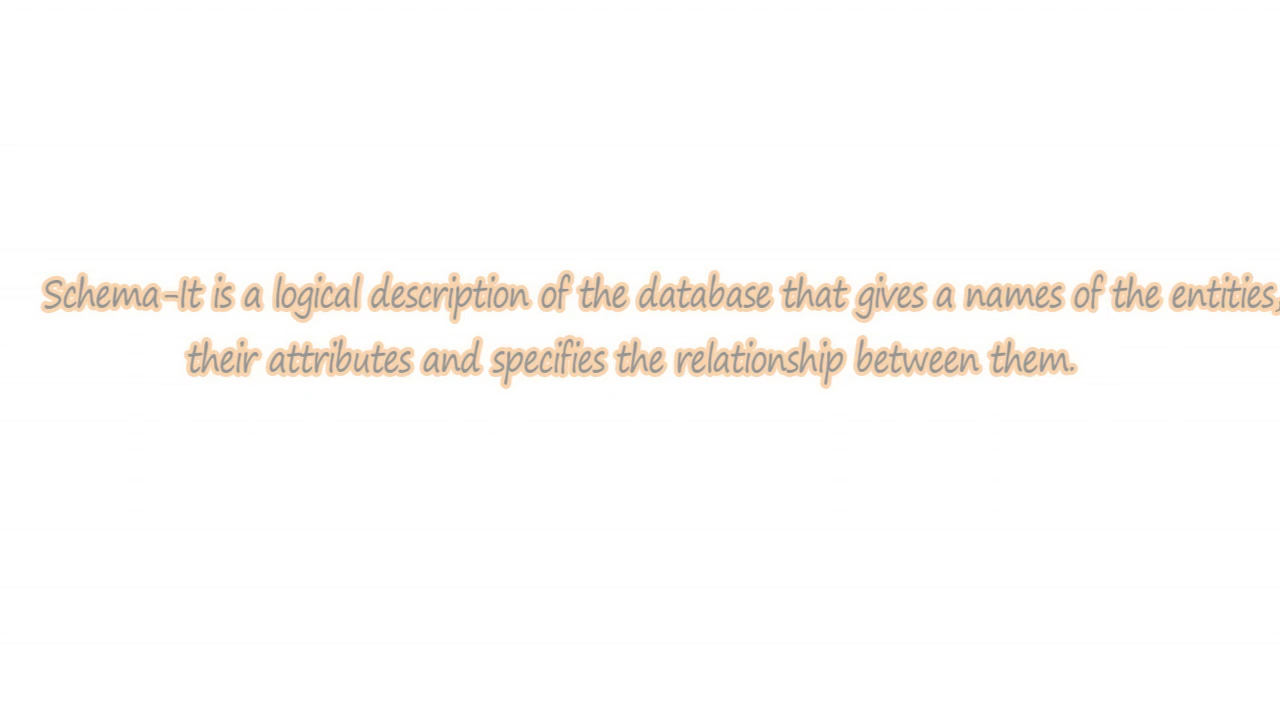 Schema-It is a logical description of the database that gives a names of the entities,
their attributes and specifies the relationship between them.